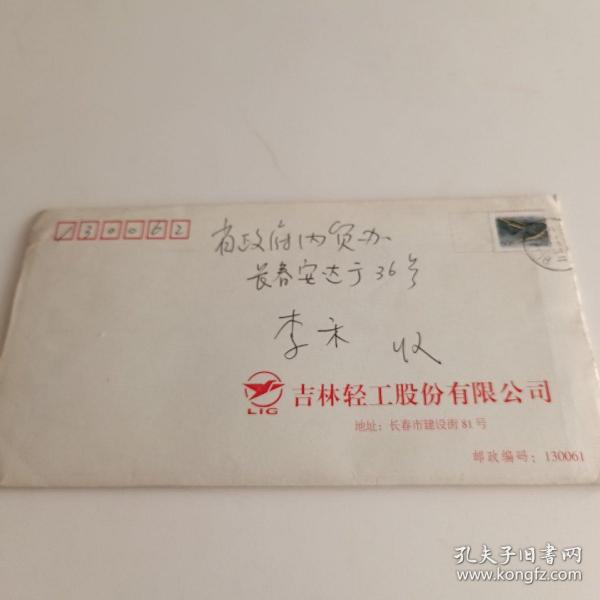 130062
省政府内贸办
长春安达于36号
李禾 收
LIG
吉林轻工股份有限公司
地址：长春市建设街81号
邮政编码：130061
孔夫子旧书网
www.kongfz.com